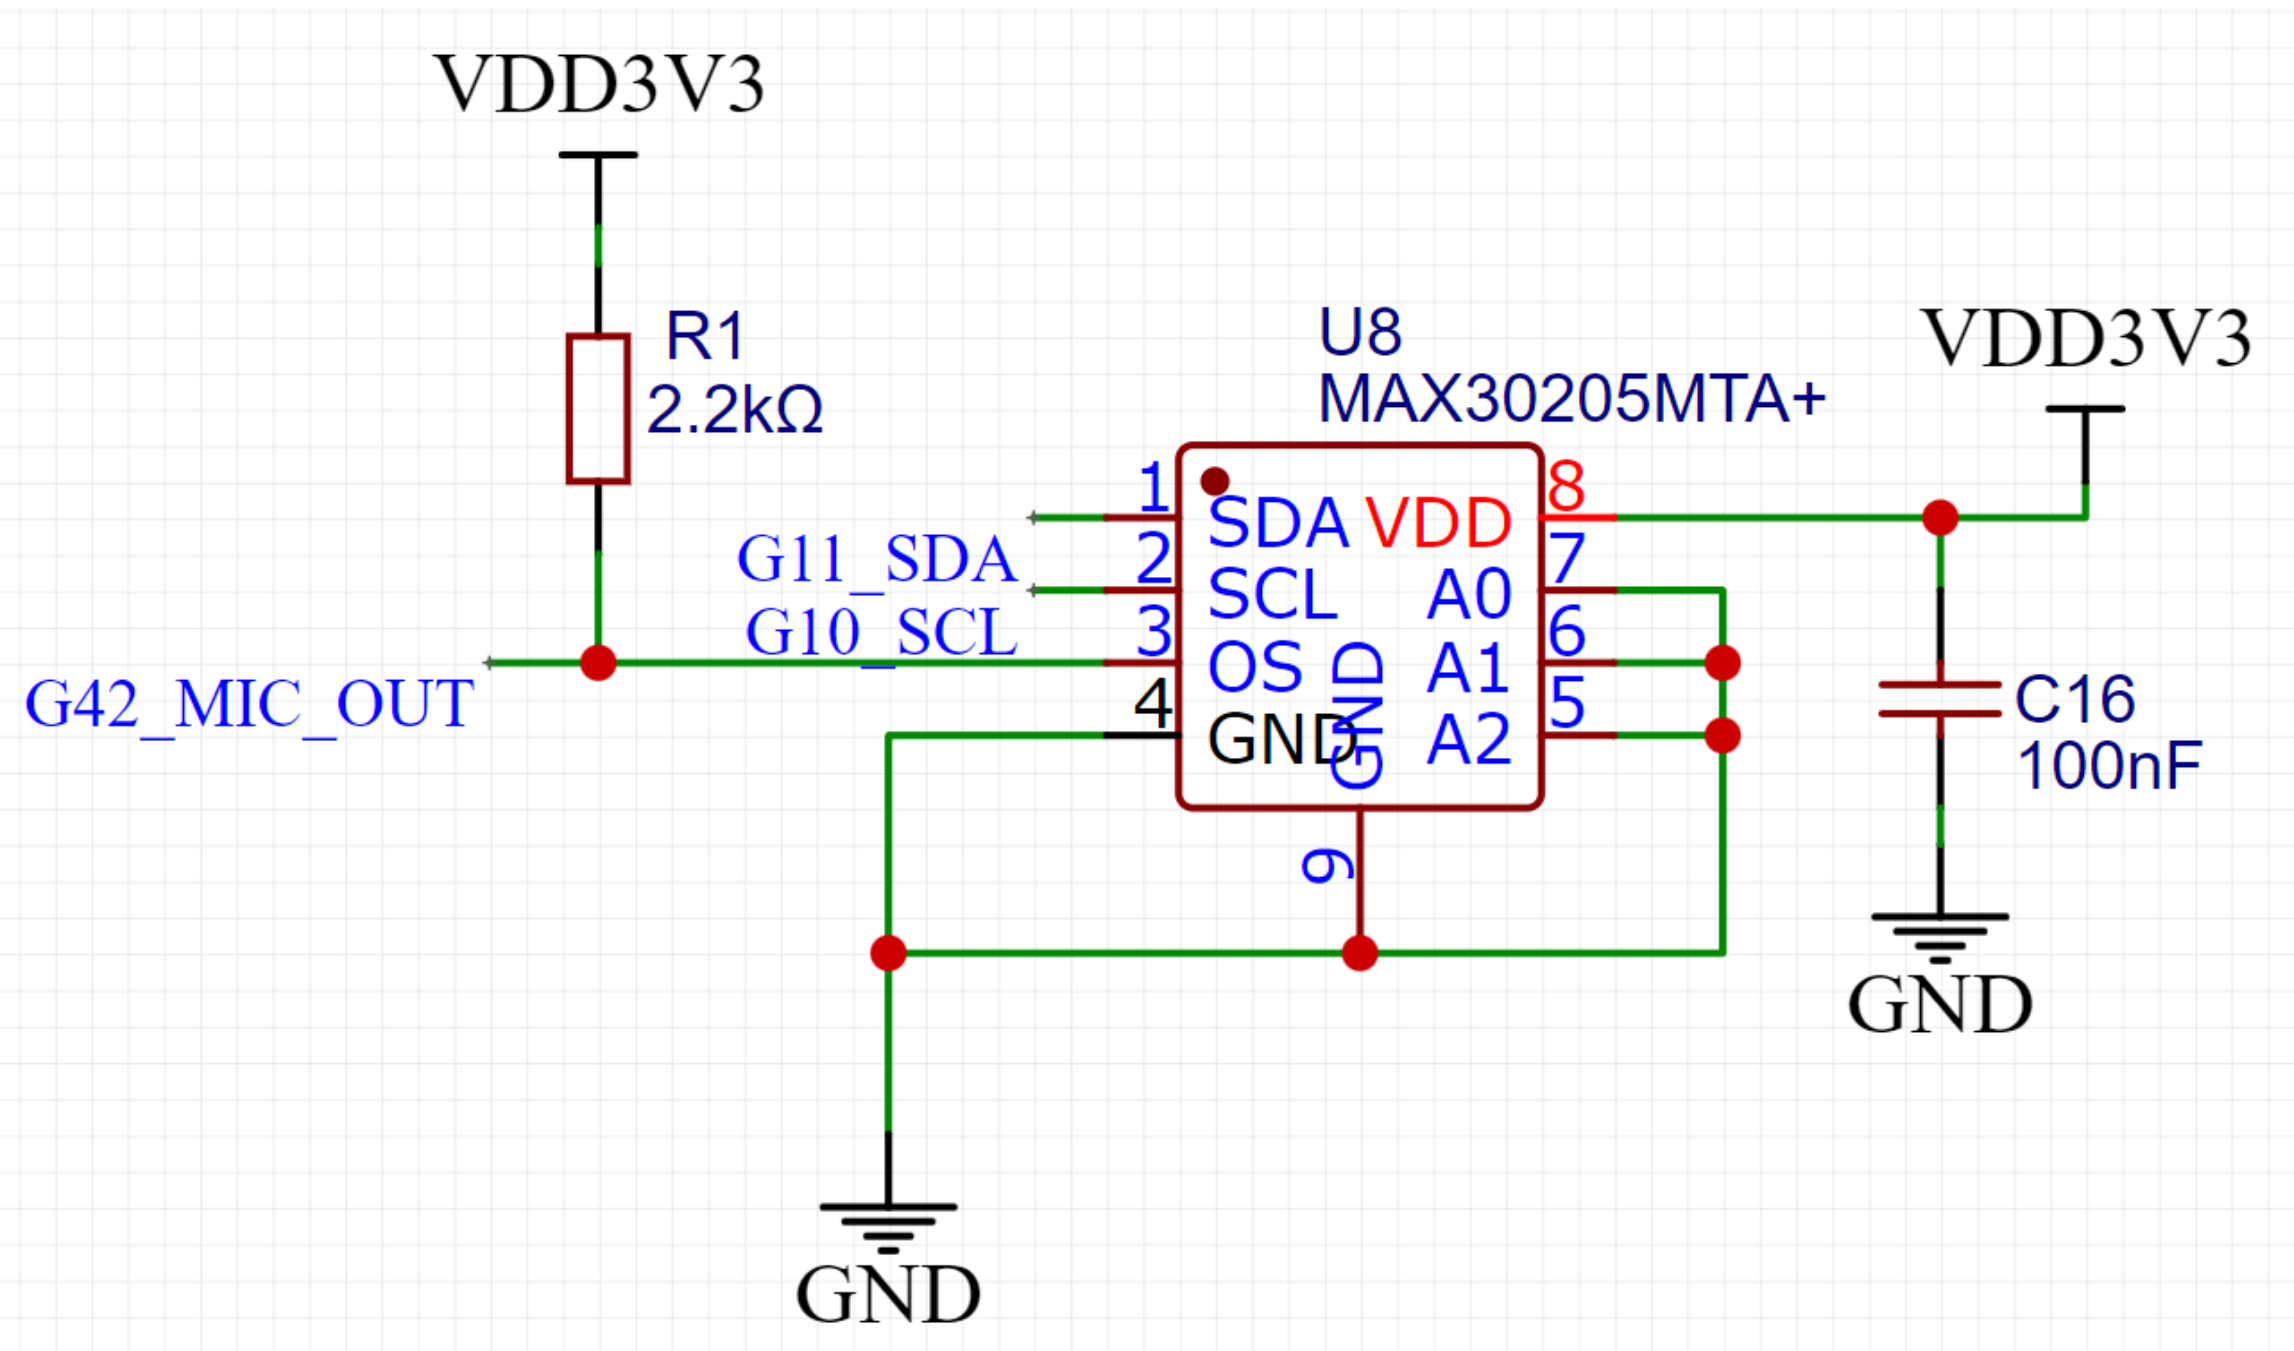 VDD3V3
R1
2.2kΩ
U8
MAX30205MTA+
VDD3V3
1
SDA
VDD
8
G11_SDA
2
SCL
A0
7
G10_SCL
3
OS
A1
6
G42_MIC_OUT
4
GND
GND
A2
5
C16
100nF
9
GND
GND